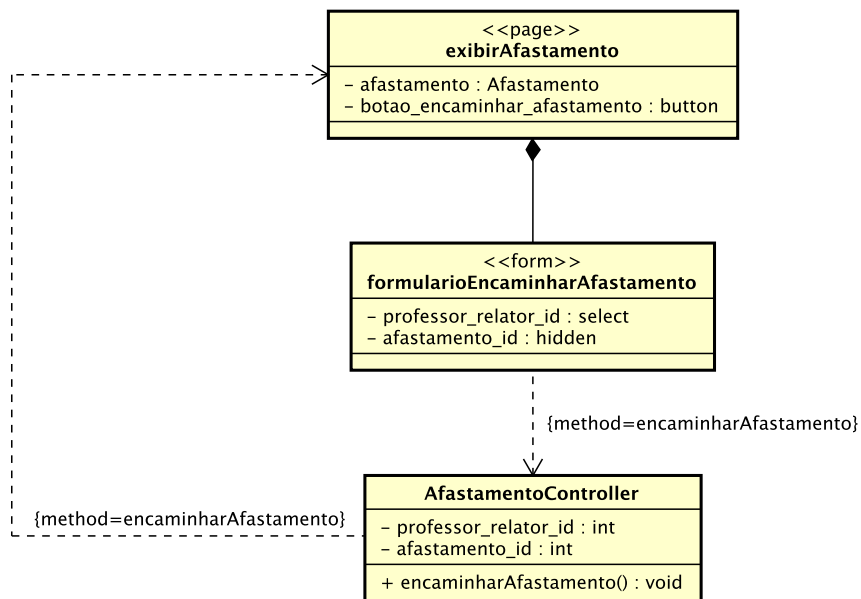 <<page>>
exibirAfastamento
– afastamento : Afastamento
– botao_encaminhar_afastamento : button
<<form>>
formularioEncaminharAfastamento
– professor_relator_id : select
– afastamento_id : hidden
{method=encaminharAfastamento}
AfastamentoController
{method=encaminharAfastamento}
– professor_relator_id : int
– afastamento_id : int
+ encaminharAfastamento() : void